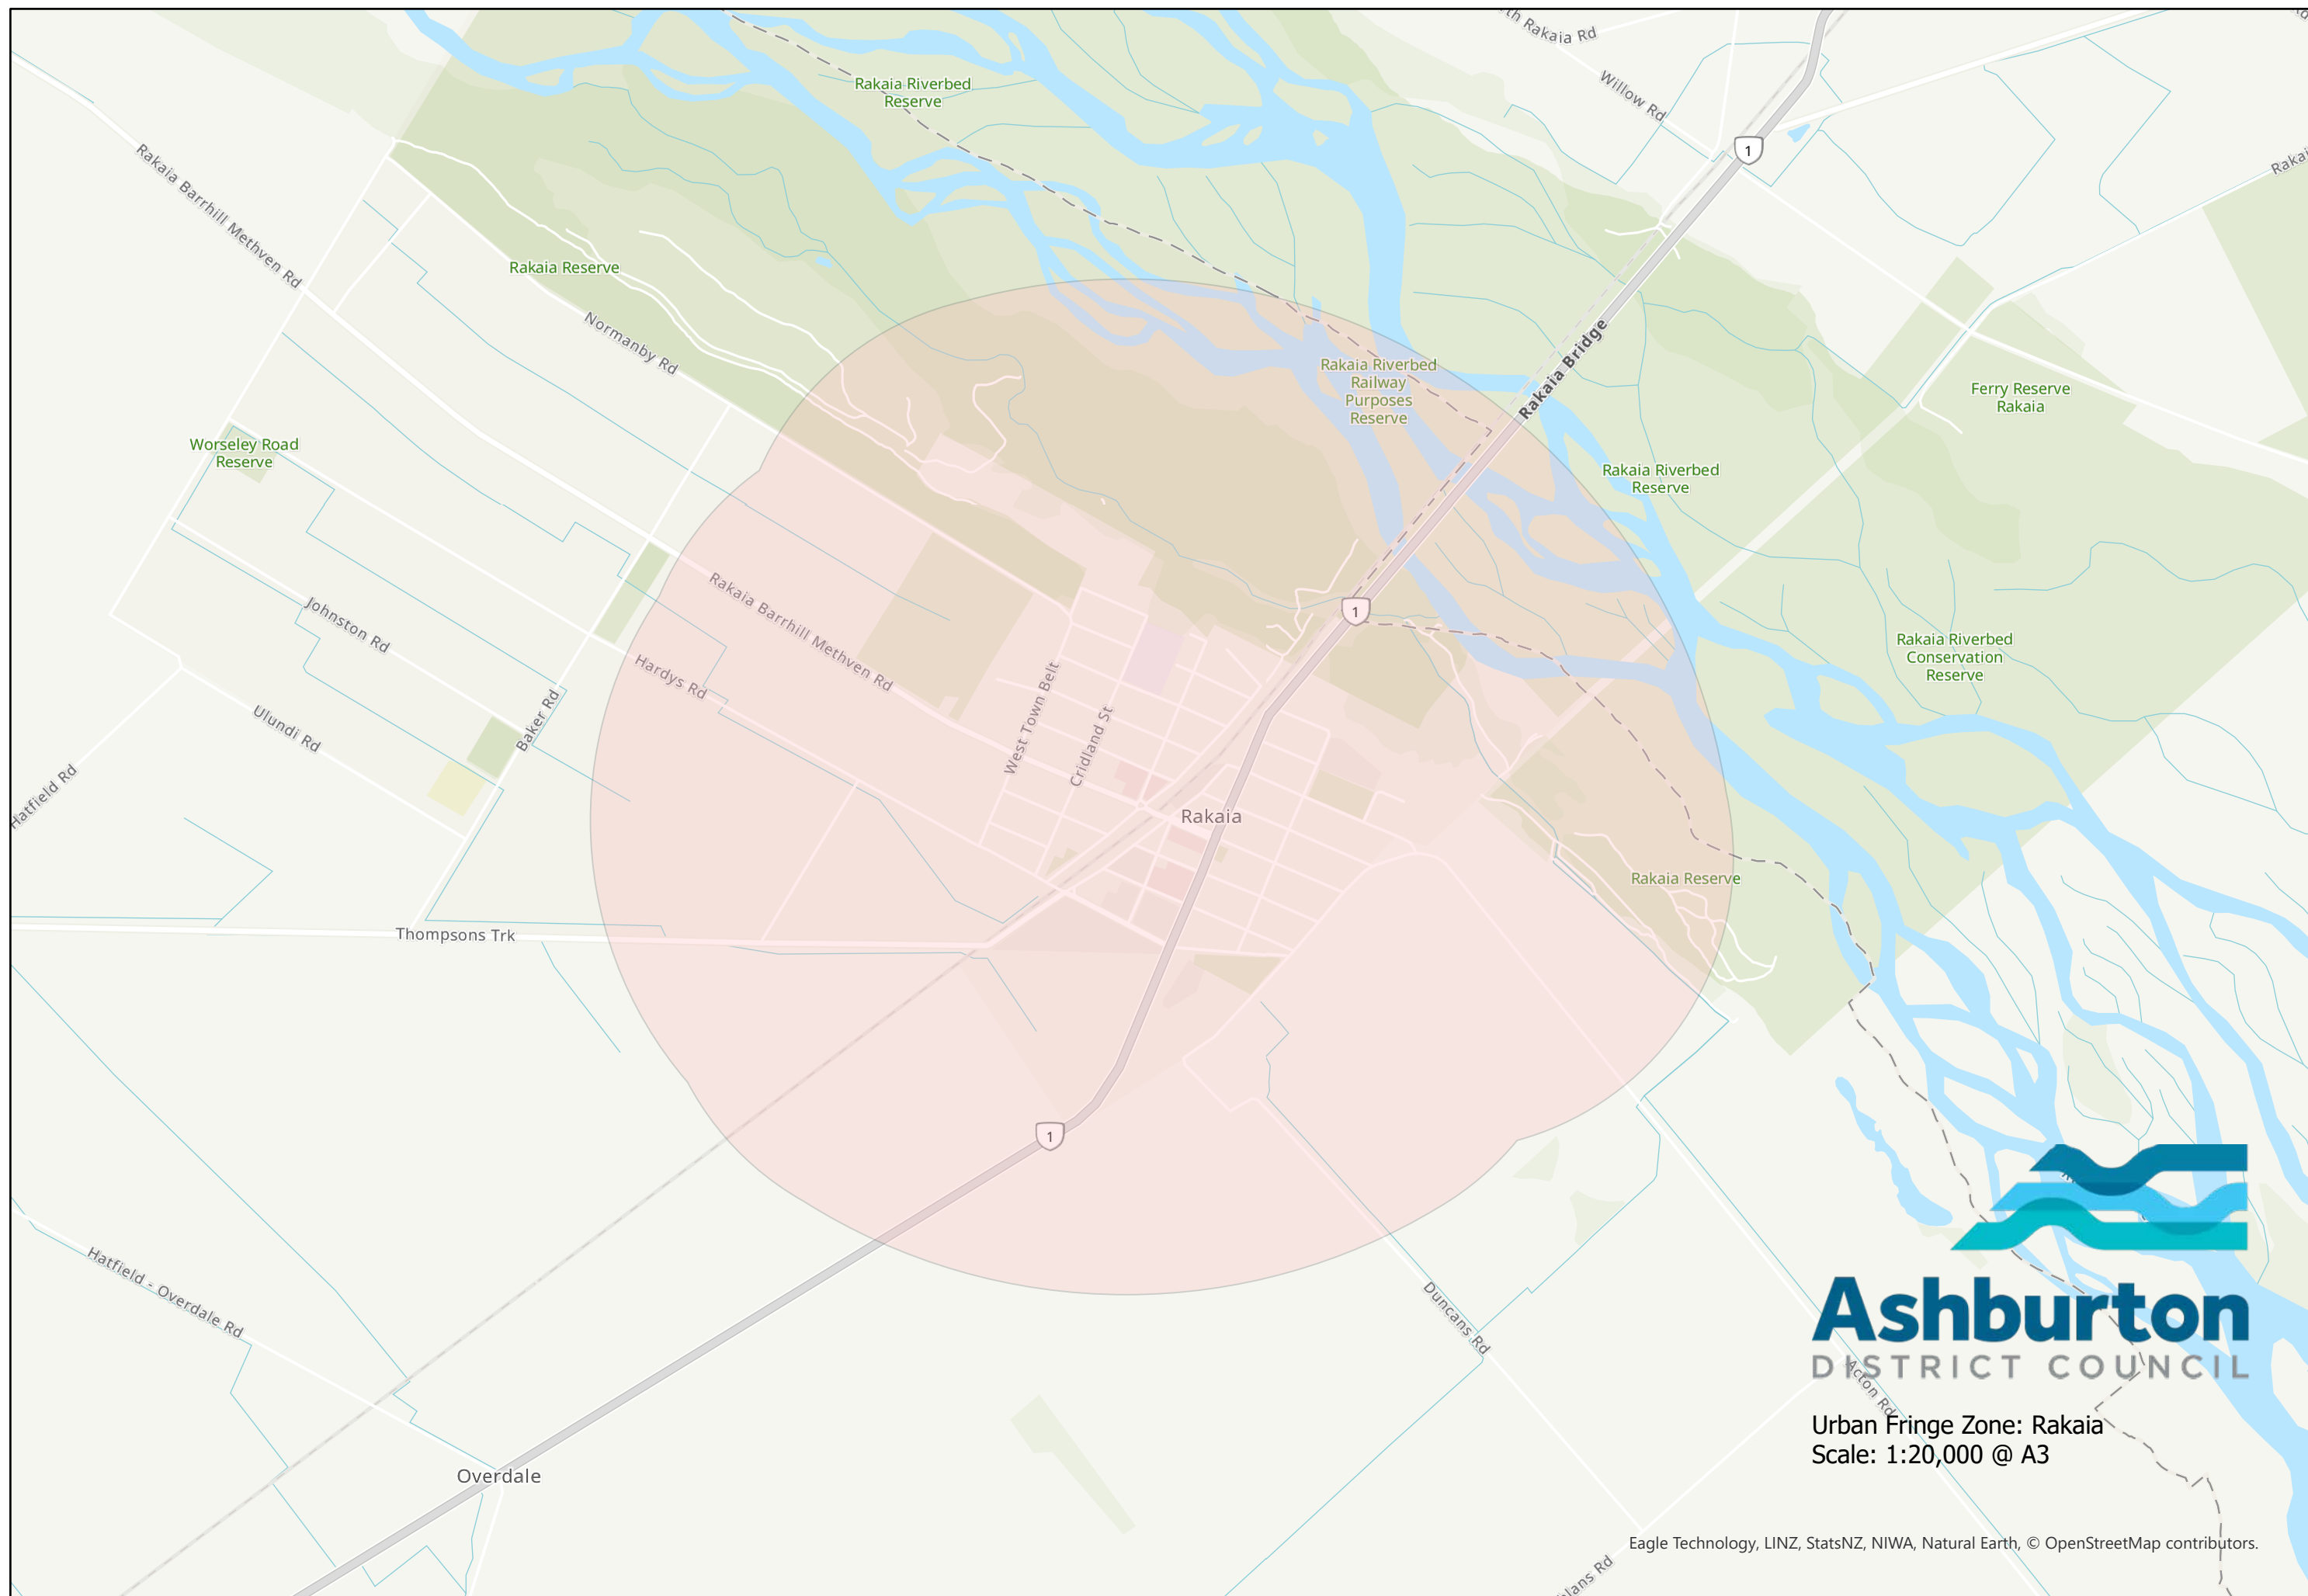 Rakaia Rd
Willow Rd
1
Rakaia Riverbed
Reserve
Rakaia Barrhill Methven Rd
Rakaia Reserve
Normanby Rd
Rakaia Riverbed
Railway
Purposes
Reserve
Rakaia Bridge
Ferry Reserve
Rakaia
Worseley Road
Reserve
Rakaia Riverbed
Reserve
Johnston Rd
Rakaia Barrhill Methven Rd
Hardys Rd
1
Rakaia Riverbed
Conservation
Reserve
Ulundi Rd
Baker Rd
West Town Belt
Cridland St
Hatfield Rd
Rakaia
Rakaia Reserve
Thompsons Trk
1
Hatfield - Overdale Rd
Duncans Rd
Acton Rd
Overdale
Ashburton
DISTRICT COUNCIL
Urban Fringe Zone: Rakaia
Scale: 1:20,000 @ A3
Eagle Technology, LINZ, StatsNZ, NIWA, Natural Earth, © OpenStreetMap contributors.